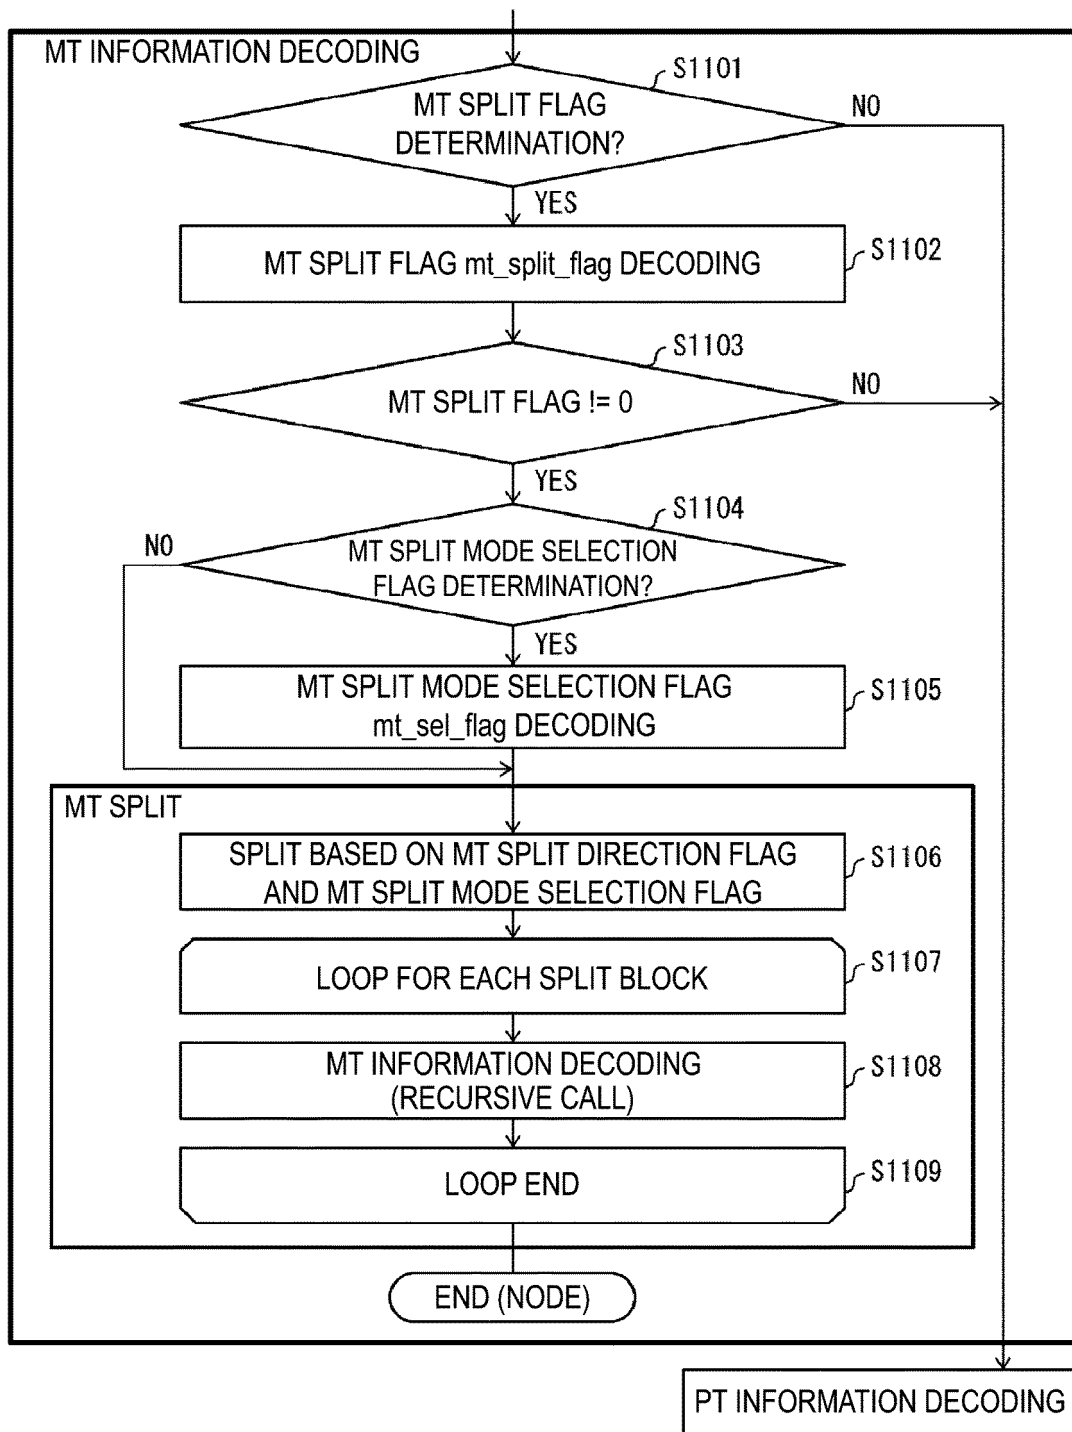 MT INFORMATION DECODING
S1101
MT SPLIT FLAG
DETERMINATION?
NO
YES
MT SPLIT FLAG mt_split_flag DECODING
S1102
S1103
MT SPLIT FLAG != 0
NO
YES
S1104
NO
MT SPLIT MODE SELECTION
FLAG DETERMINATION?
YES
MT SPLIT MODE SELECTION FLAG
mt_sel_flag DECODING
S1105
MT SPLIT
SPLIT BASED ON MT SPLIT DIRECTION FLAG
AND MT SPLIT MODE SELECTION FLAG
S1106
LOOP FOR EACH SPLIT BLOCK
S1107
MT INFORMATION DECODING
(RECURSIVE CALL)
S1108
LOOP END
S1109
END (NODE)
PT INFORMATION DECODING